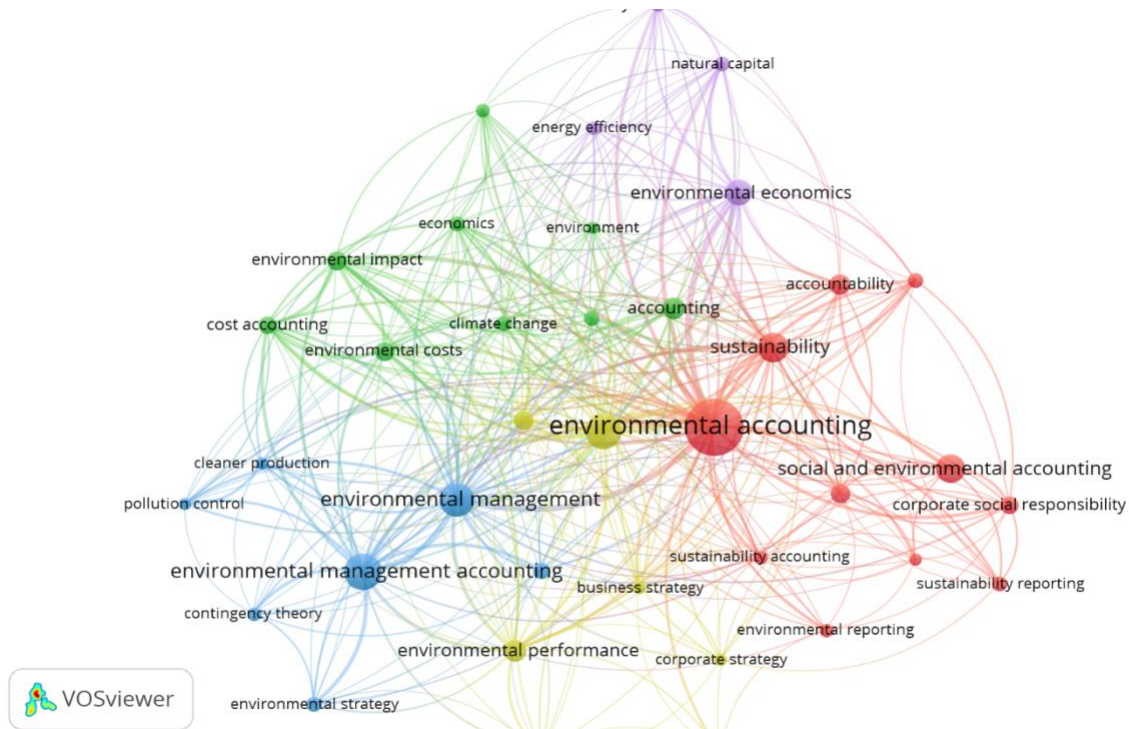 natural capital
energy efficiency
environmental economics
economics
environment
environmental impact
accountability
accounting
cost accounting
climate change
sustainability
environmental costs
environmental accounting
cleaner production
social and environmental accounting
environmental management
pollution control
corporate social responsibility
sustainability accounting
environmental management accounting
business strategy
sustainability reporting
contingency theory
environmental reporting
environmental performance
corporate strategy
VOSviewer
environmental strategy